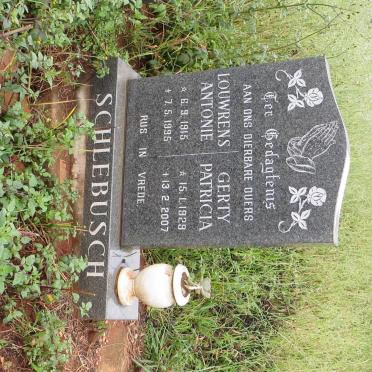 Ter Gedagtenis
AAN ONS DIERBARE OUERS
LOUWRENS ANTONIE
☆ 6.9.1915
+ 7.5.1995
GERTY PATRICIA
☆ 15.1.1929
+ 13.2.2007
RUS IN VREDE
SCHLEBUSCH